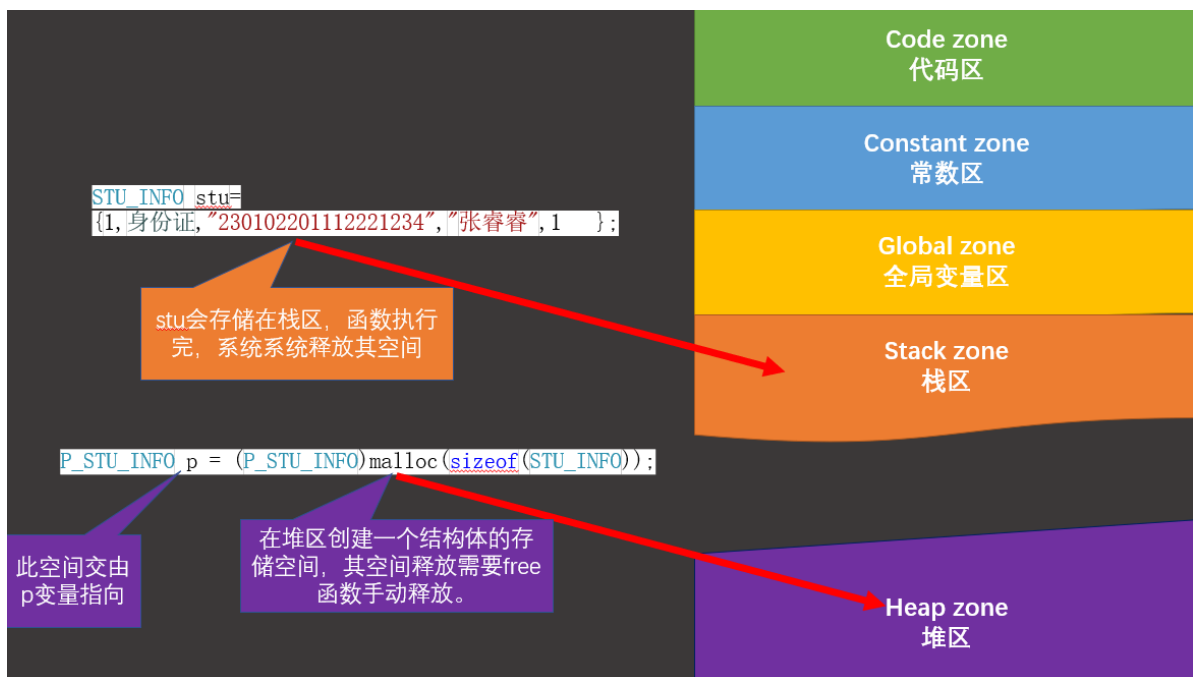 Code zone
代码区
Constant zone
常数区
STU_INFO stu=
{1,身份证,"230102201112221234","张睿睿",1   };
Global zone
全局变量区
stu会存储在栈区，函数执行
完，系统系统释放其空间
Stack zone
栈区
P_STU_INFO p = (P_STU_INFO)malloc(sizeof(STU_INFO));
此空间交由
p变量指向
在堆区创建一个结构体的存
储空间，其空间释放需要free
函数手动释放。
Heap zone
堆区